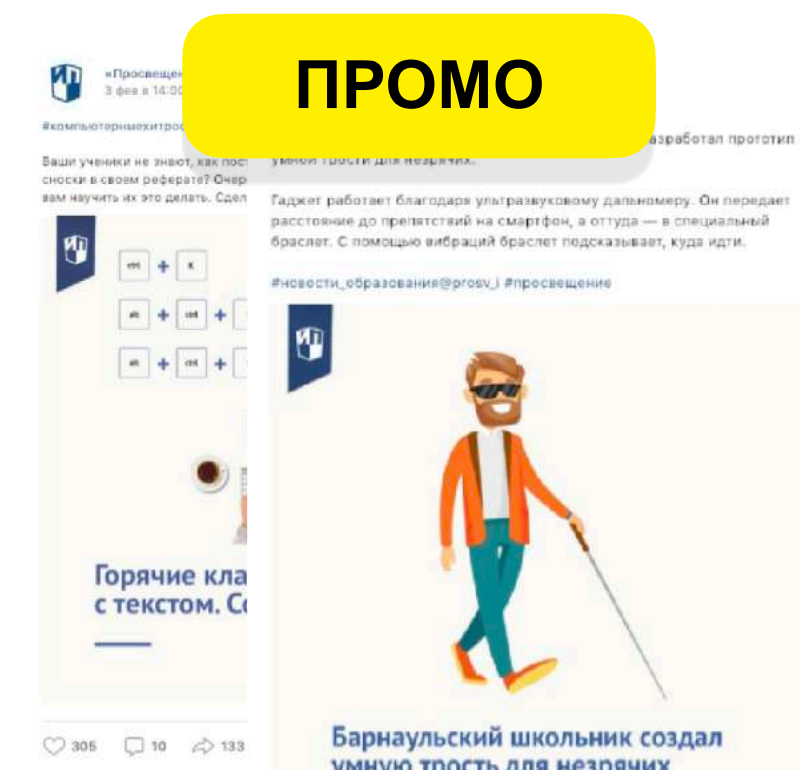 ПРОМО
«Просвещен
3 фев в 14:00
#компьютерныехитрос
Ваши ученики не знают, как пост
сноски в своем реферате? Очер
вам научить их это делать. Сдел
ctrl + K
alt + ctrl +
alt + ctrl +
Горячие кла
с текстом. Со
305 10 133
азработал прототип
умной трости для незрячих.
Гаджет работает благодаря ультразвуковому дальномеру. Он передает
расстояние до препятствий на смартфон, а оттуда — в специальный
браслет. С помощью вибраций браслет подсказывает, куда идти.
#новости_образования@prosv_i #просвещение
Барнаульский школьник создал
умную трость для незрячих